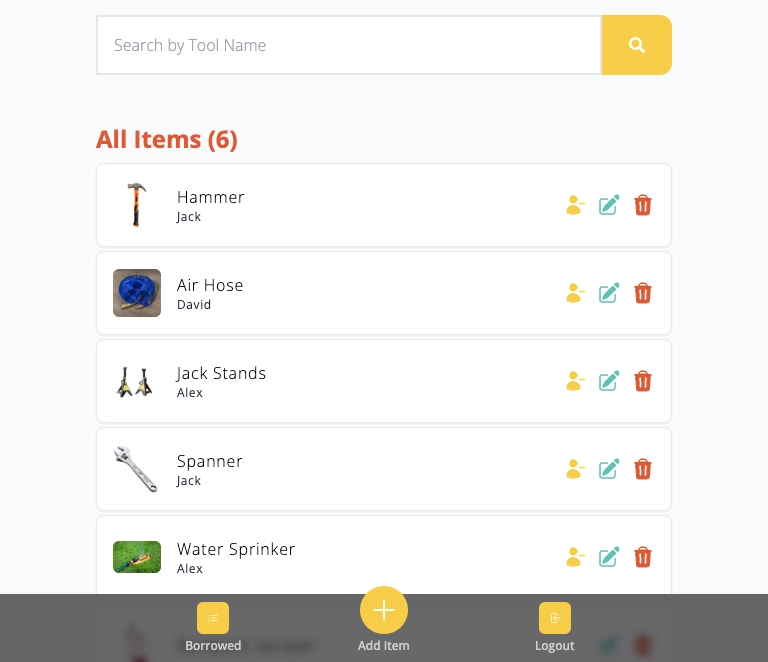 Search by Tool Name
All Items (6)
Hammer
Jack
Air Hose
David
Jack Stands
Alex
Spanner
Jack
Water Sprinker
Alex
Borrowed
Add Item
Logout